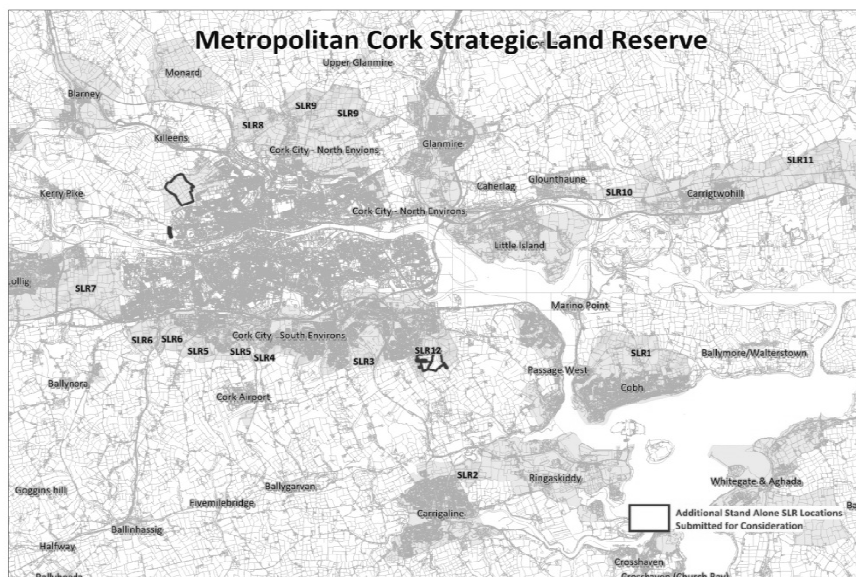 Metropolitan Cork Strategic Land Reserve
Upper Glanmire
Monard
Blarney
SLR9
SLR9
SLR8
Killeens
Glanmire
Cork City - North Envions
SLR11
Kerry Pike
Caherlag
Glounthaune
SLR10
Carrigtwohill
Cork City - North Environs
Little Island
SLR7
Marino Point
Cork City - South Environs
SLR6
SLR6
SLR5
SLR5
SLR4
SLR3
SLR12
SLR1
Ballymore/Walterstown
Passage West
Ballynora
Cobh
Cork Airport
SLR2
Ringaskiddy
Whitegate & Aghada
Goggins hill
Ballygarvan
Fivemilebridge
Carrigaline
Ballinhassig
Additional Stand Alone SLR Locations
Submitted for Consideration
Halfway
Crosshaven